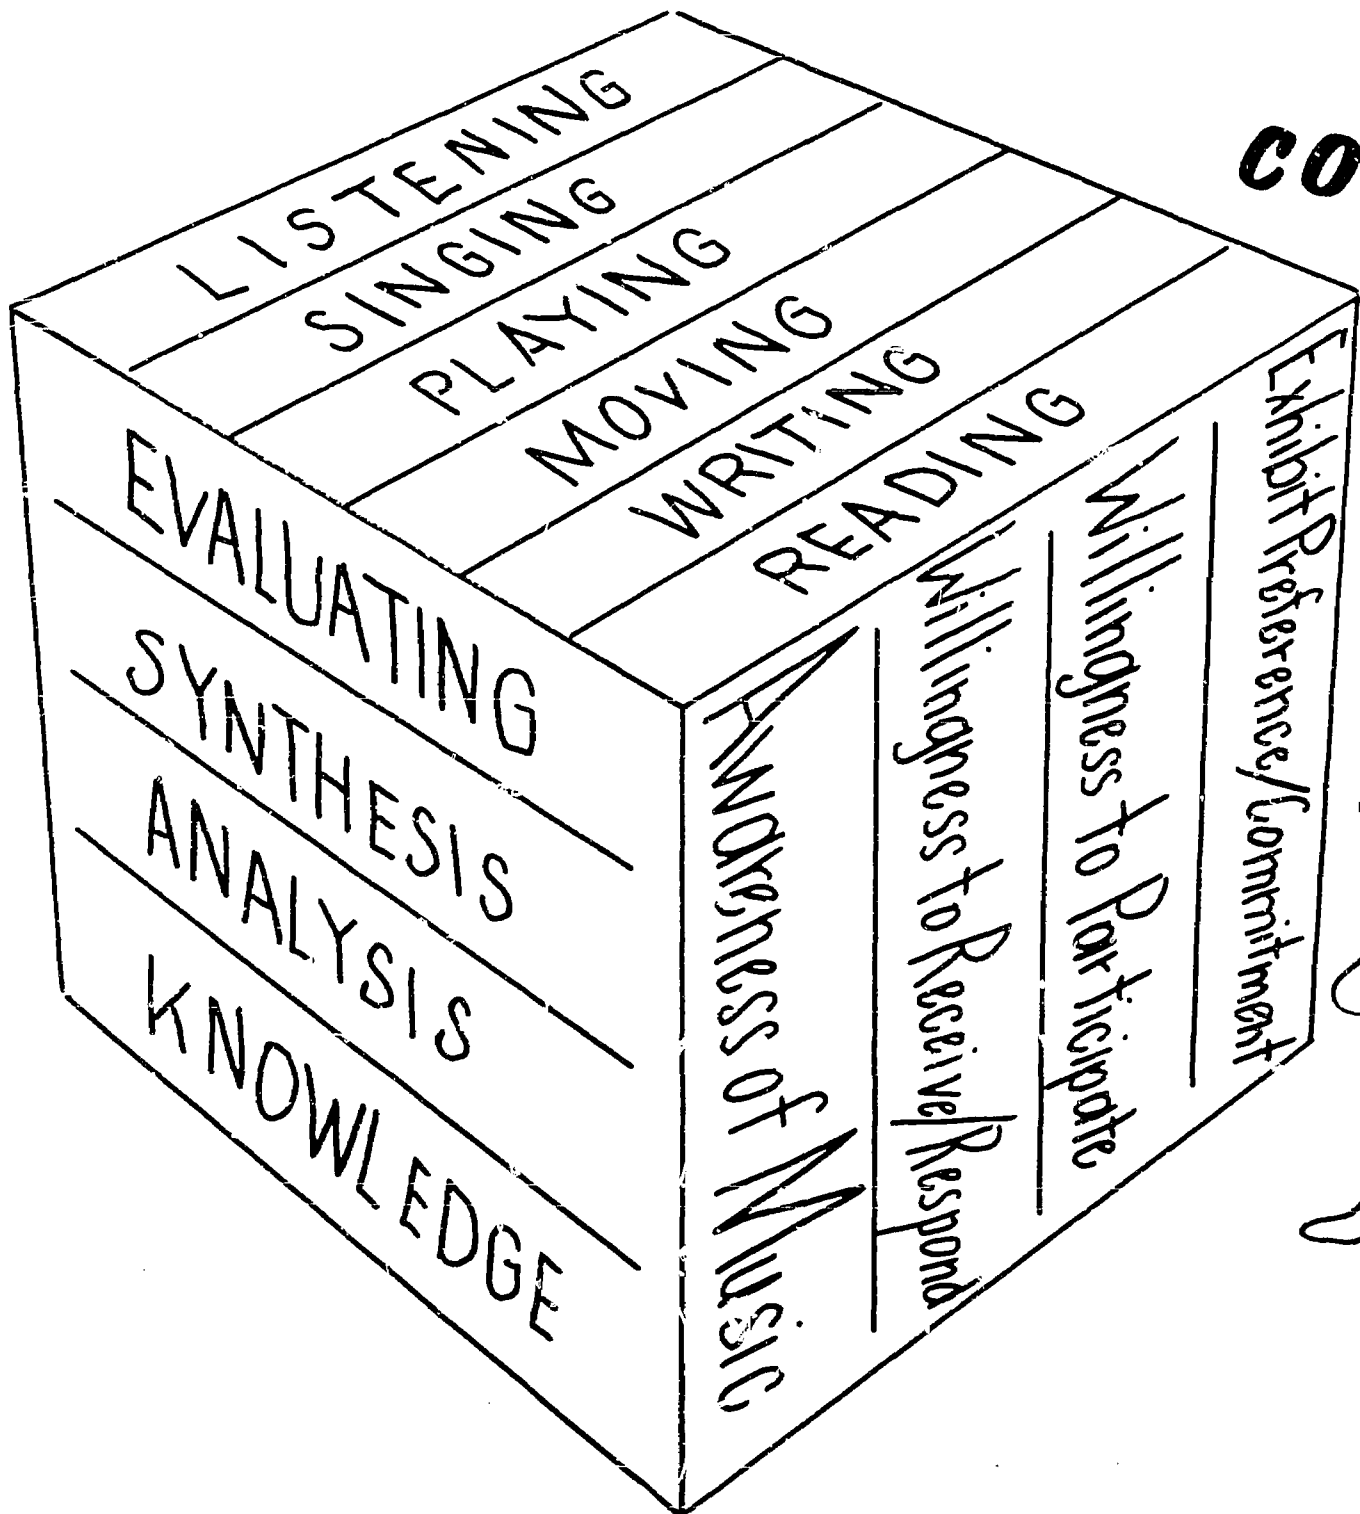 CO
LISTENING
SINGING
PLAYING
MOVING
WRITING
READING
EVALUATING
SYNTHESIS
ANALYSIS
KNOWLEDGE
Awareness of Music
Willingness to Receive/Respond
Willingness to Participate
Exhibit Preference/Commitment